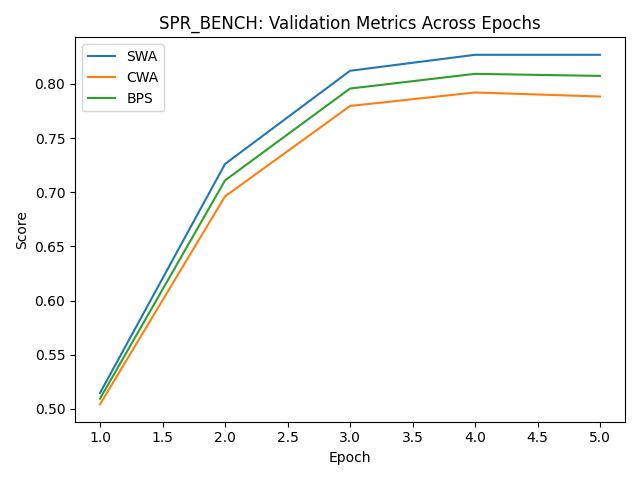 SPR_BENCH: Validation Metrics Across Epochs
SWA
CWA
BPS
Score
0.80
0.75
0.70
0.65
0.60
0.55
0.50
1.0 1.5 2.0 2.5 3.0 3.5 4.0 4.5 5.0
Epoch